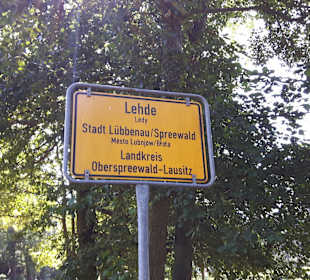 Lehde
Lědy
Stadt Lübbenau/Spreewald
Město Lubnjow/Błota
Landkreis
Oberspreewald-Lausitz